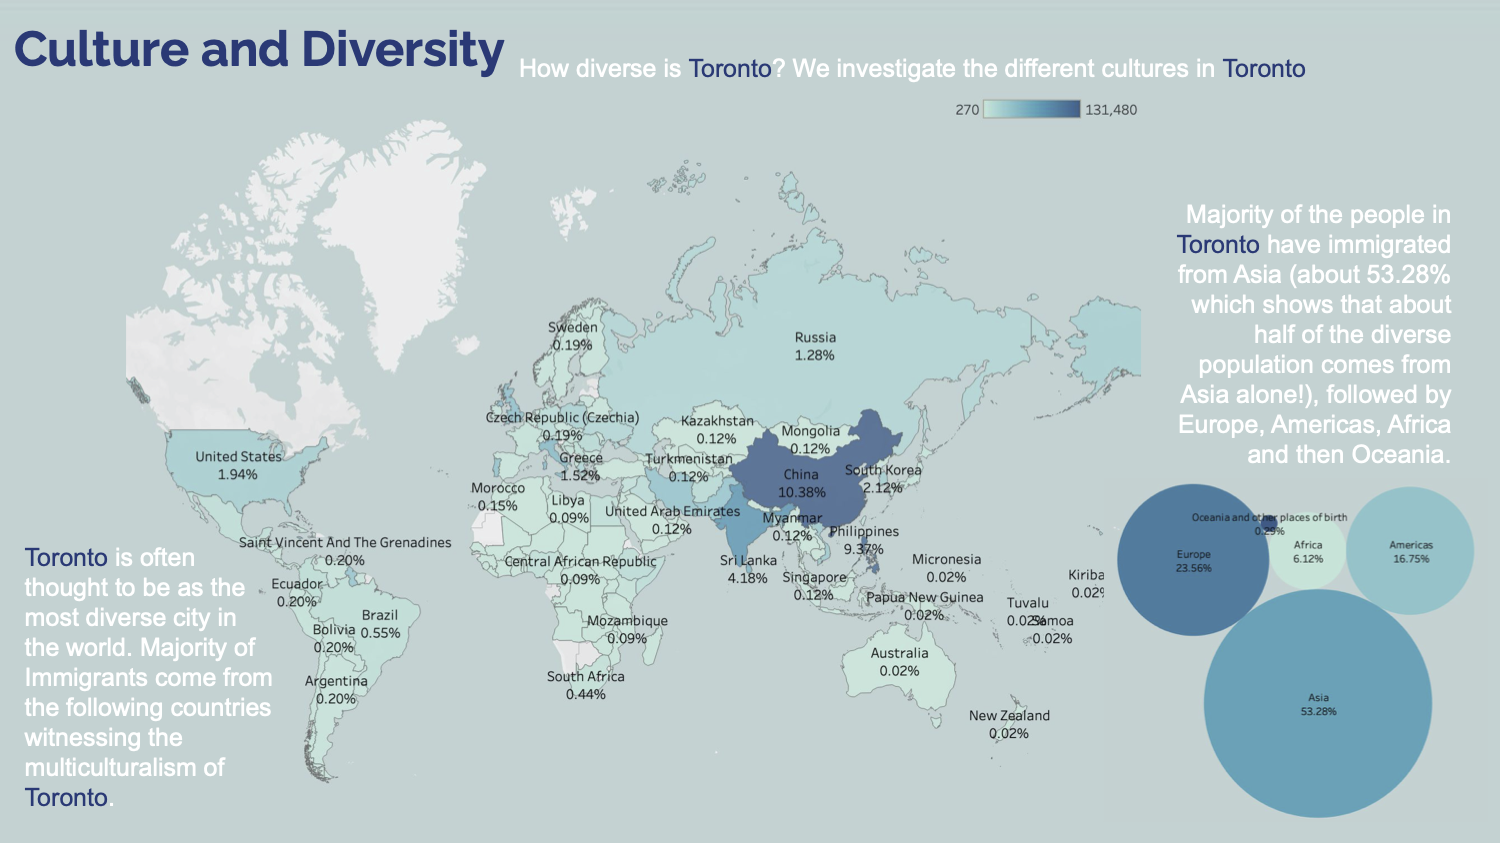 Culture and Diversity
How diverse is Toronto? We investigate the different cultures in Toronto
270
131,480
Majority of the people in
Toronto have immigrated
from Asia (about 53.28%
which shows that about
half of the diverse
population comes from
Asia alone!), followed by
Europe, Americas, Africa
and then Oceania.
Sweden
0.19%
Russia
1.28%
Czech Republic (Czechia)
0.19%
Kazakhstan
0.12%
Mongolia
0.12%
United States
1.94%
Greece
1.52%
Turkmenistan
0.12%
China
10.38%
South Korea
2.12%
Morocco
0.15%
Libya
0.09%
United Arab Emirates
0.12%
Myanmar
0.12%
Philippines
9.37%
Saint Vincent And The Grenadines
0.20%
Central African Republic
0.09%
Sri Lanka
4.18%
Singapore
0.12%
Micronesia
0.02%
Kiriba
0.02%
Ecuador
0.20%
Brazil
0.55%
Bolivia
0.20%
Papua New Guinea
0.02%
Tuvalu
0.02%
Samoa
0.02%
Mozambique
0.09%
Australia
0.02%
Argentina
0.20%
South Africa
0.44%
New Zealand
0.02%
Toronto is often
thought to be as the
most diverse city in
the world. Majority of
Immigrants come from
the following countries
witnessing the
multiculturalism of
Toronto.
Oceania and other places of birth
0.29%
Europe
23.56%
Africa
6.12%
Americas
16.75%
Asia
53.28%